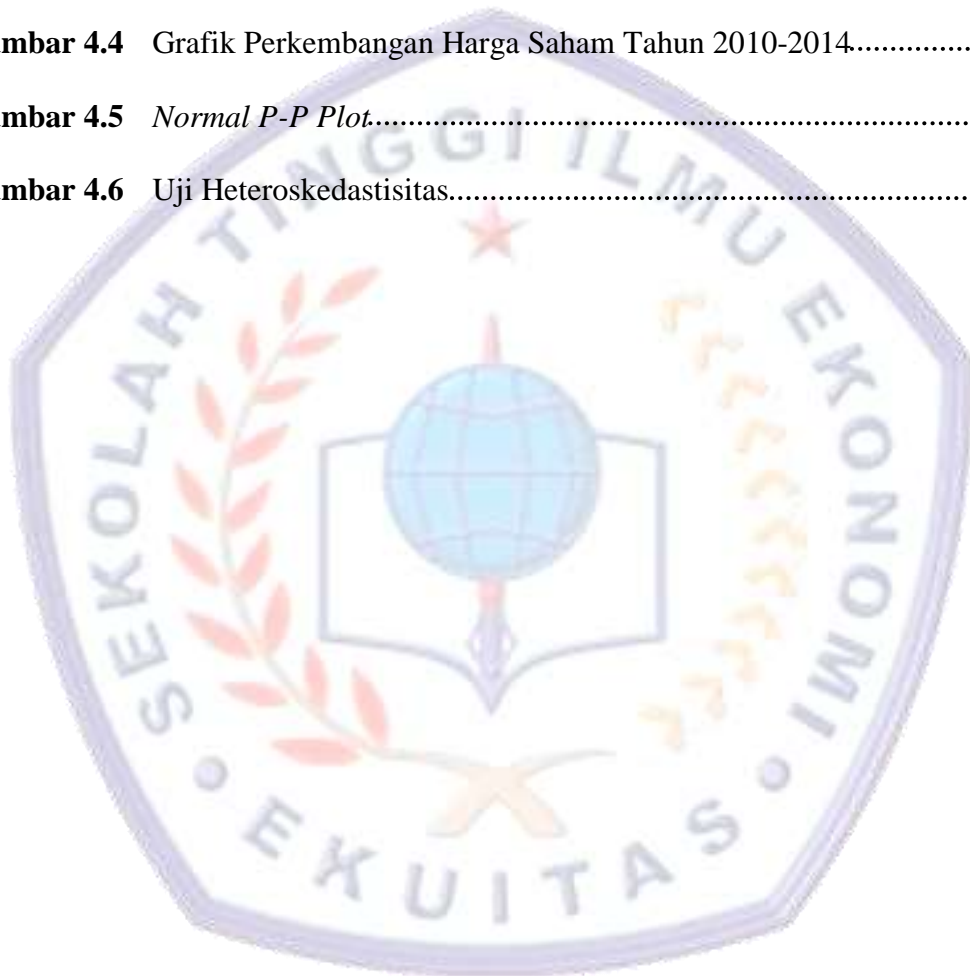 mbar 4.4 Grafik Perkembangan Harga Saham Tahun 2010-2014................
mbar 4.5 Normal P-P Plot................................................................................
mbar 4.6 Uji Heteroskedastisitas................................................................
SEKOLAH TINGGI ILMU EKONOMI
• EKUITAS •